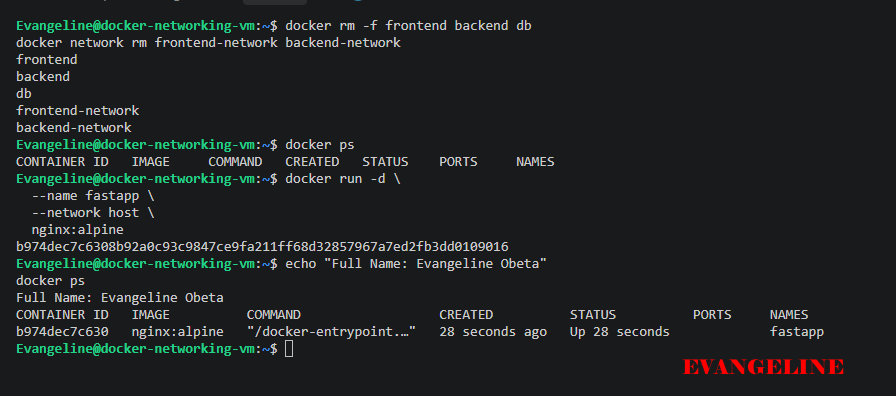 Evangeline@docker-networking-vm:~$ docker rm -f frontend backend db
docker network rm frontend-network backend-network
frontend
backend
db
frontend-network
backend-network
Evangeline@docker-networking-vm:~$ docker ps
CONTAINER ID   IMAGE     COMMAND   CREATED   STATUS    PORTS     NAMES
Evangeline@docker-networking-vm:~$ docker run -d \
  --name fastapp \
  --network host \
  nginx:alpine
b974dec7c6308b92a0c93c9847ce9fa211ff68d32857967a7ed2fb3dd0109016
Evangeline@docker-networking-vm:~$ echo "Full Name: Evangeline Obeta"
docker ps
Full Name: Evangeline Obeta
CONTAINER ID   IMAGE          COMMAND                  CREATED          STATUS          PORTS     NAMES
b974dec7c630   nginx:alpine   "/docker-entrypoint.…"   28 seconds ago   Up 28 seconds             fastapp
Evangeline@docker-networking-vm:~$
EVANGELINE